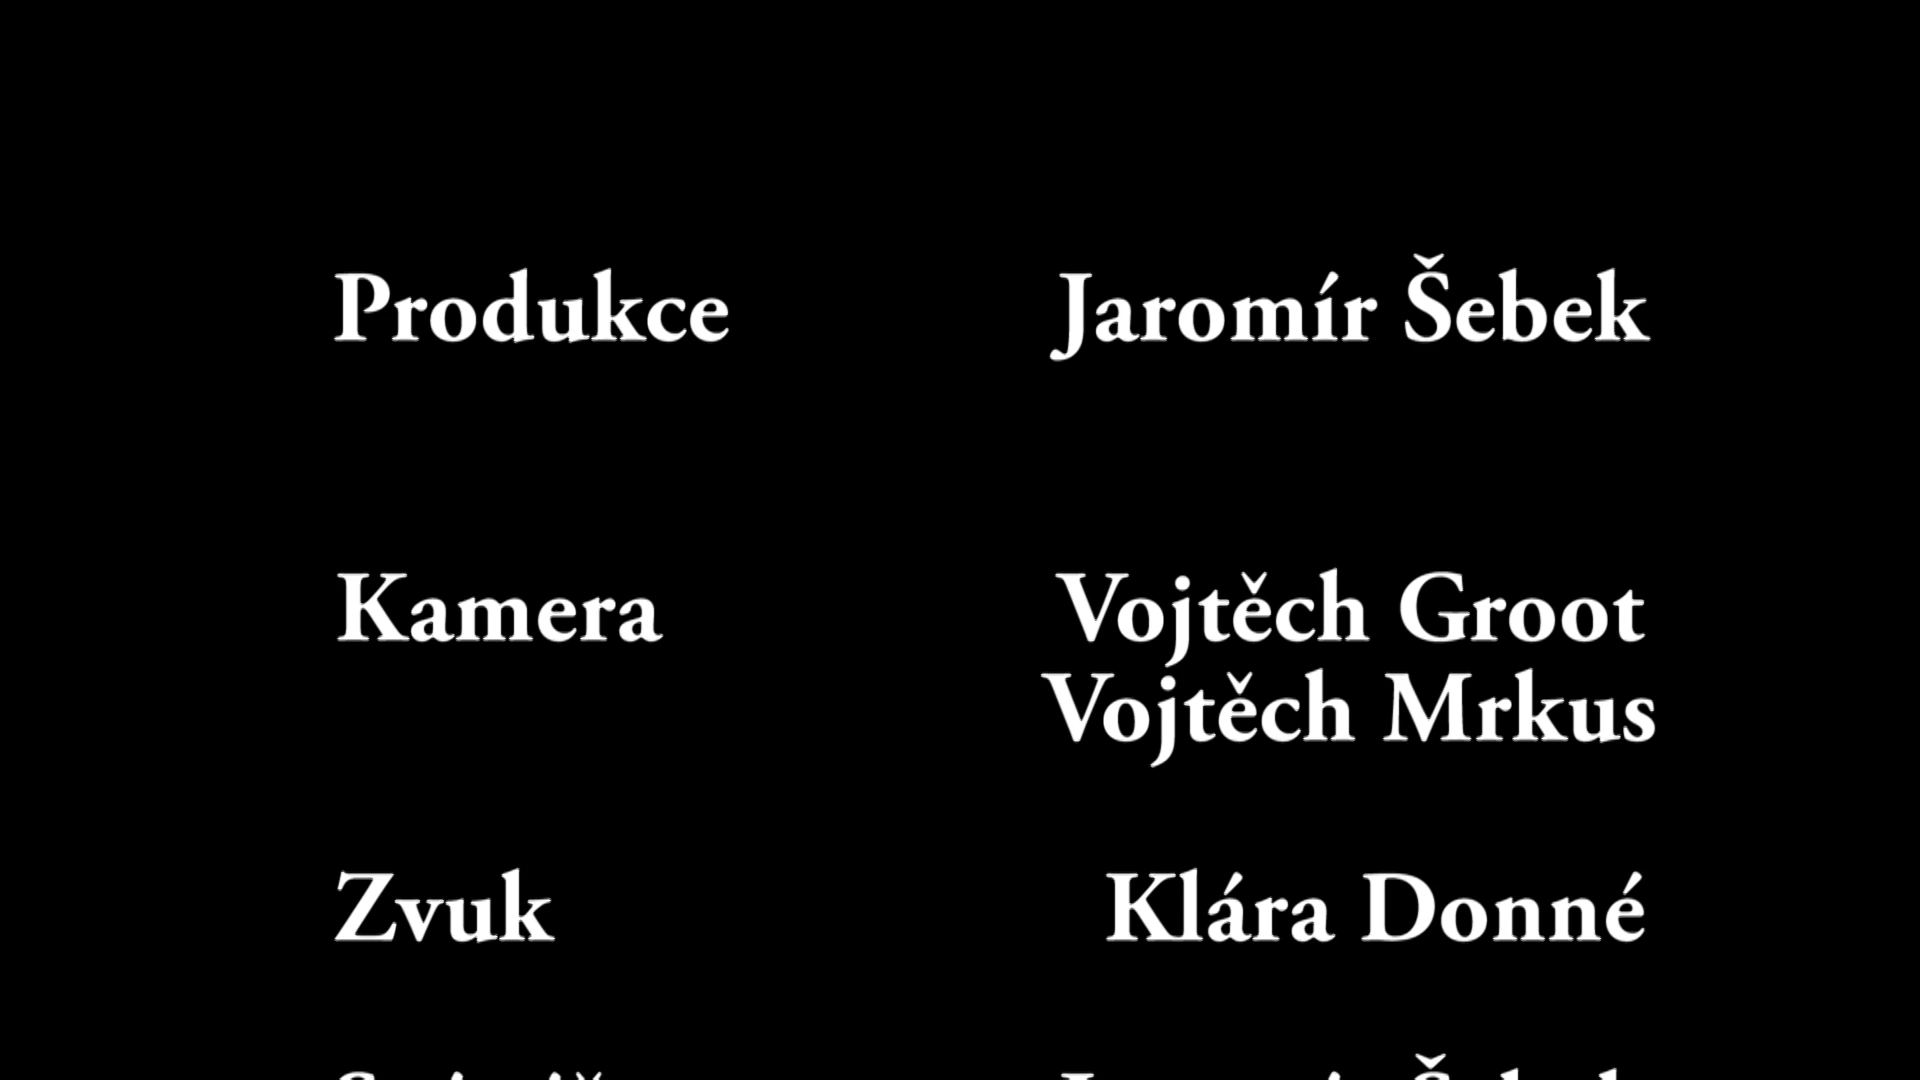 Produkce Jaromír Šebek
Kamera Vojtěch Groot
Vojtěch Mrkus
Zvuk Klára Donné